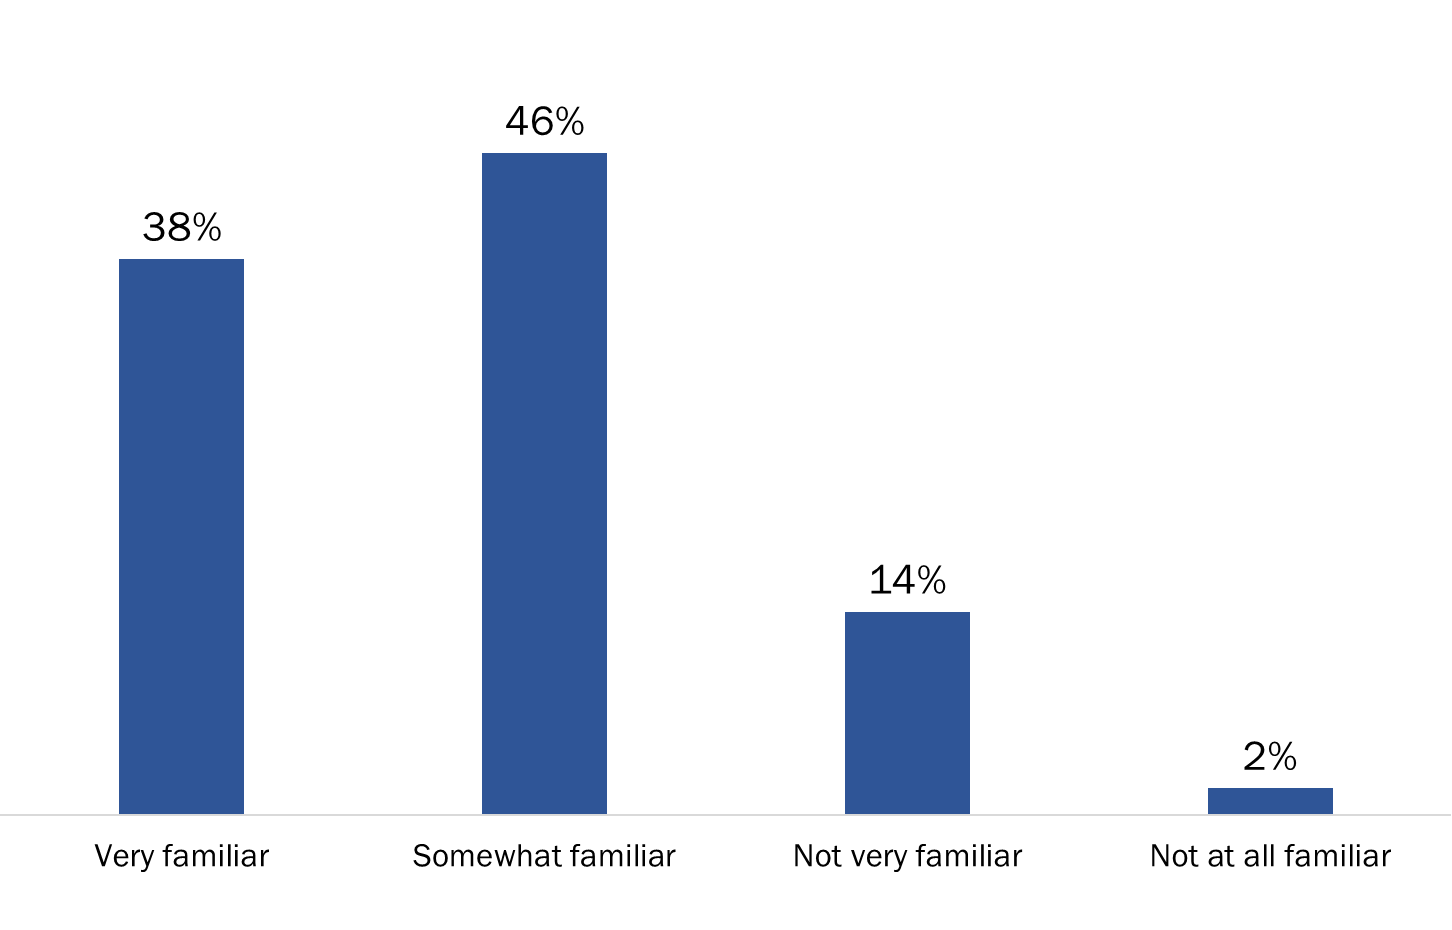 46%
38%
14%
2%
Very familiar
Somewhat familiar
Not very familiar
Not at all familiar